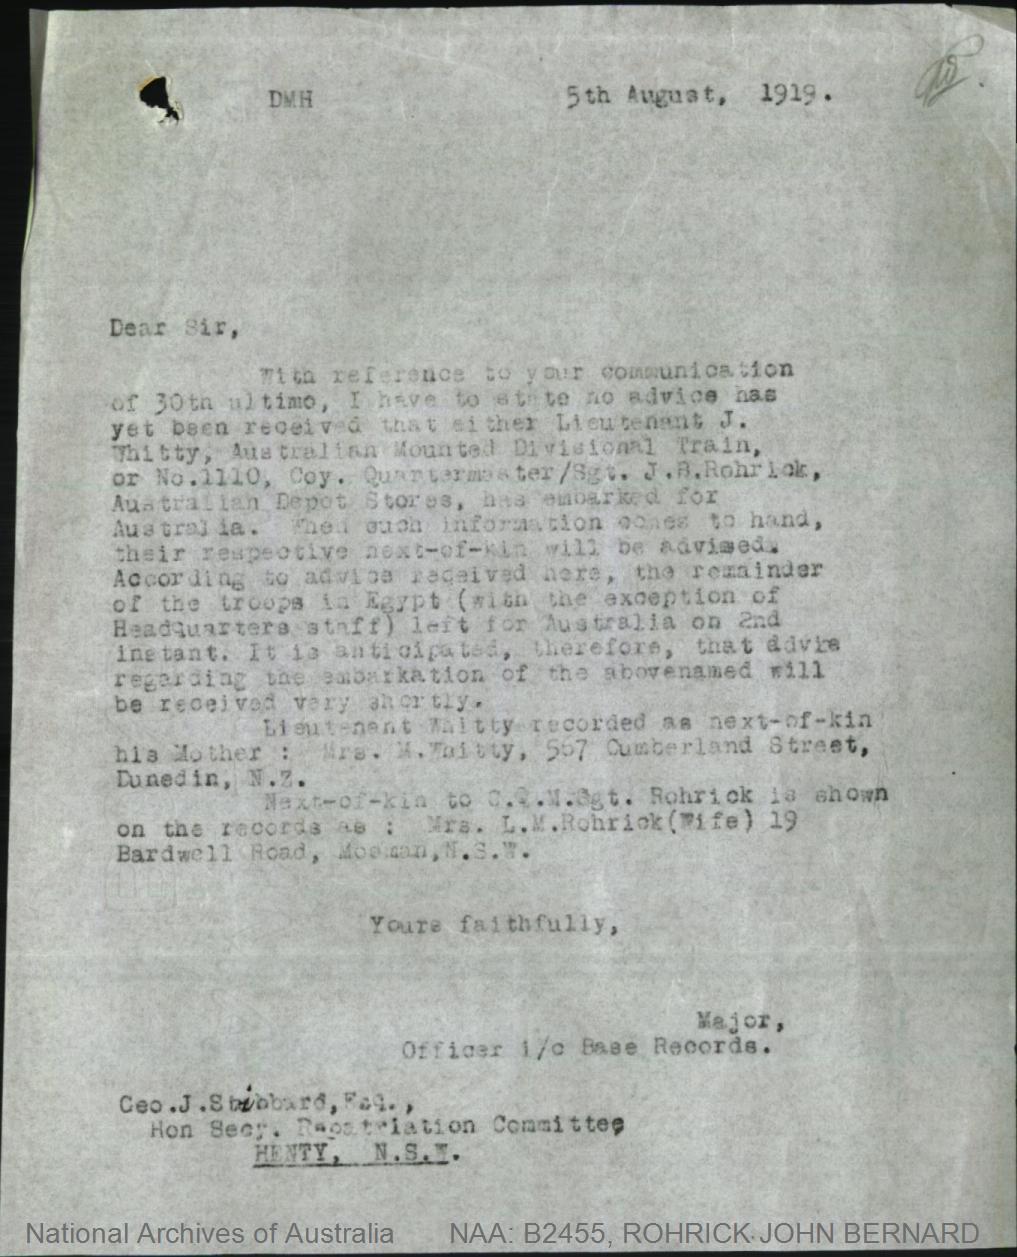 DMH 5th August, 1919.
Dear Sir,
With reference to your communication
of 30th ultimo, I have to state no advice has
yet been received that either Lieutenant J.
Whitty, Australian Mounted Divisional Train,
or No.1110, Coy. Quartermaster/Sgt. J.B.Rohrick,
Australian Depot Stores, has embarked for
Australia. When such information comes to hand,
their respective next-of-kin will be advised.
According to advice received here, the remainder
of the troops in Egypt (with the exception of
Headquarters staff) left for Australia on 2nd
instant. It is anticipated, therefore, that advice
regarding the embarkation of the abovenamed will
be received very shortly.
Lieutenant Whitty recorded as next-of-kin
his Mother : Mrs. M.Whitty, 567 Cumberland Street,
Dunedin, N.Z.
Next-of-kin to C.Q.M.Sgt. Rohrick is shown
on the records as : Mrs. L.M.Rohrick(Wife) 19
Bardwell Road, Mosman,N.S.W.
Yours faithfully,
Major,
Officer i/c Base Records.
Geo.J.Stibbard,Esq.,
Hon Secy. Repatriation Committee
HENTY, N.S.W.
National Archives of Australia NAA: B2455, ROHRICK JOHN BERNARD